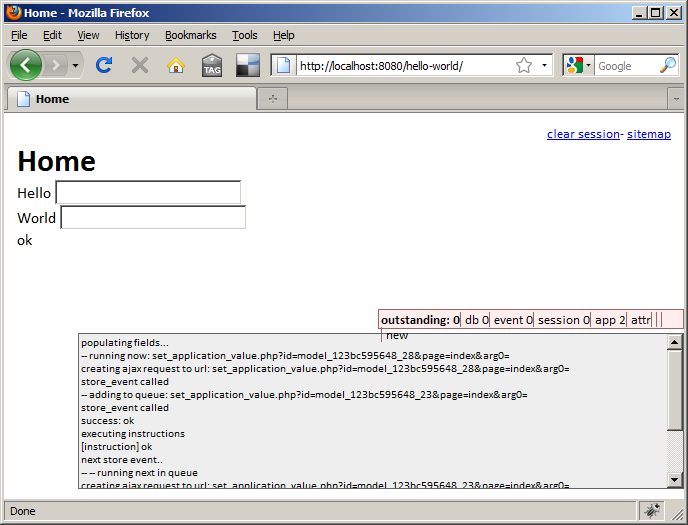 Home - Mozilla Firefox
File Edit View History Bookmarks Tools Help
TAG http://localhost:8080/hello-world/ Google
Home
clear session- sitemap
Home
Hello
World
ok
outstanding: 0| db 0| event 0| session 0| app 2| attr| | |
| new
populating fields...
-- running now: set_application_value.php?id=model_123bc595648_28&page=index&arg0=
creating ajax request to url: set_application_value.php?id=model_123bc595648_28&page=index&arg0=
store_event called
-- adding to queue: set_application_value.php?id=model_123bc595648_23&page=index&arg0=
store_event called
success: ok
executing instructions
[instruction] ok
next store event..
-- -- running next in queue
creating ajax request to url: set_application_value.php?id=model_123bc595648_23&page=index&arg0=
Done